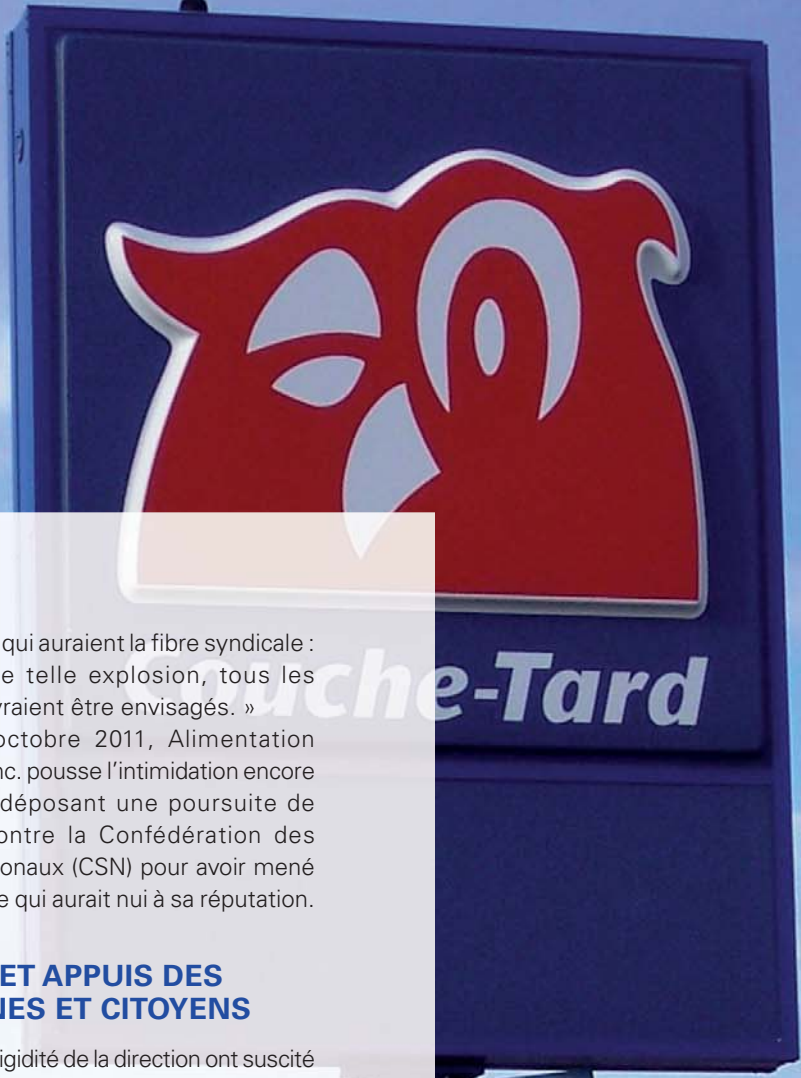 qui auraient la fibre syndicale :
e telle explosion, tous les
vraient être envisagés. »
octobre 2011, Alimentation
nc. pousse l’intimidation encore
déposant une poursuite de
ontre la Confédération des
onaux (CSN) pour avoir mené
e qui aurait nui à sa réputation.
ET APPUIS DES
NES ET CITOYENS
igidité de la direction ont suscité
Couche-Tard